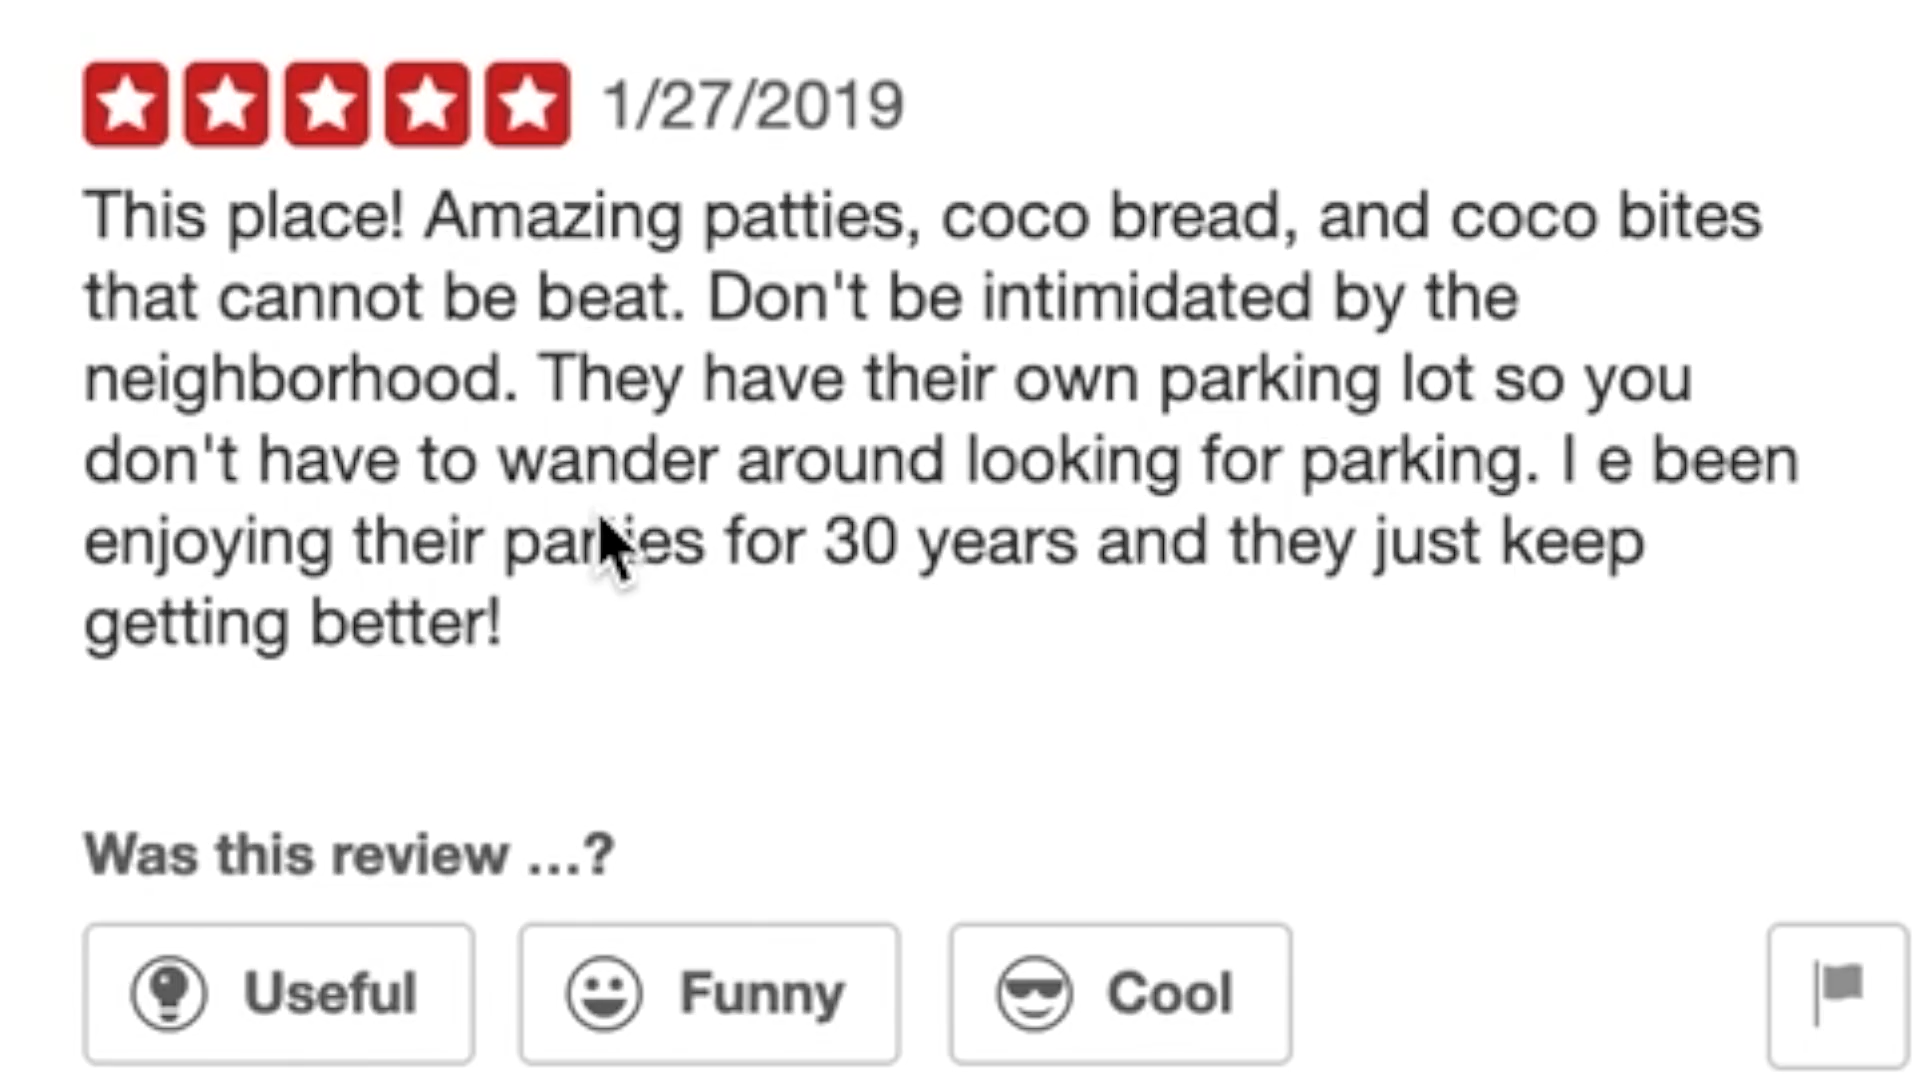 1/27/2019
This place! Amazing patties, coco bread, and coco bites
that cannot be beat. Don't be intimidated by the
neighborhood. They have their own parking lot so you
don't have to wander around looking for parking. I e been
enjoying their for 30 years and they just keep
getting better!
Was this review ...?
Useful Funny Cool